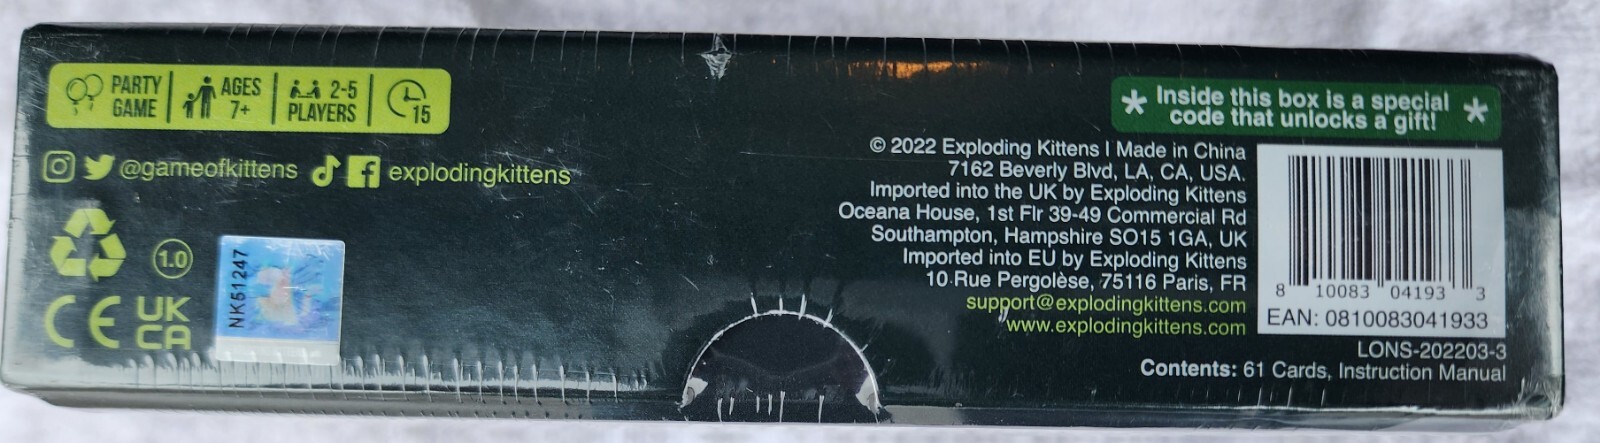 PARTY
GAME
AGES
7+
2-5
PLAYERS
15
@gameofkittens explodingkittens
1.0
CE UK
CA
NK51247
* Inside this box is a special *
code that unlocks a gift!
© 2022 Exploding Kittens | Made in China
7162 Beverly Blvd, LA, CA, USA.
Imported into the UK by Exploding Kittens
Oceana House, 1st Flr 39-49 Commercial Rd
Southampton, Hampshire SO15 1GA, UK
Imported into EU by Exploding Kittens
10 Rue Pergolèse, 75116 Paris, FR
support@explodingkittens.com
www.explodingkittens.com
8 10083 04193 3
EAN: 0810083041933
LONS-202203-3
Contents: 61 Cards, Instruction Manual